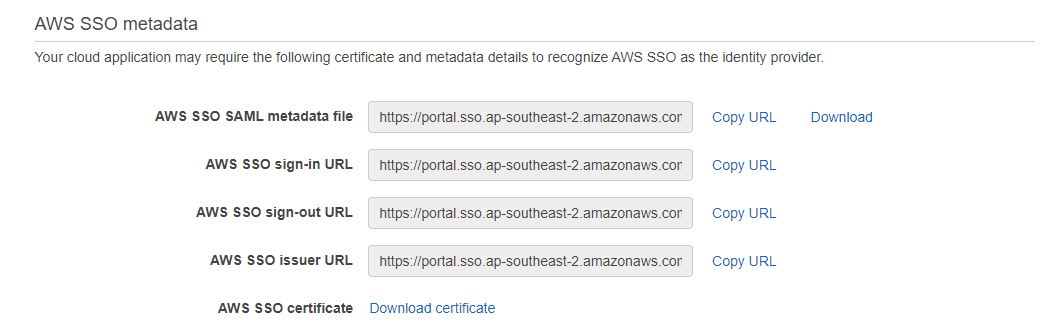 AWS SSO metadata
Your cloud application may require the following certificate and metadata details to recognize AWS SSO as the identity provider.
AWS SSO SAML metadata file https://portal.sso.ap-southeast-2.amazonaws.com Copy URL Download
AWS SSO sign-in URL https://portal.sso.ap-southeast-2.amazonaws.com Copy URL
AWS SSO sign-out URL https://portal.sso.ap-southeast-2.amazonaws.com Copy URL
AWS SSO issuer URL https://portal.sso.ap-southeast-2.amazonaws.com Copy URL
AWS SSO certificate Download certificate